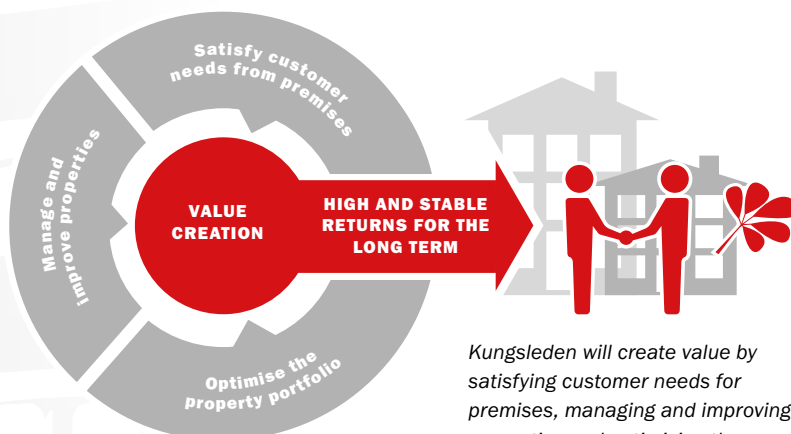 Satisfy customer
needs from premises
Manage and
improve properties
VALUE
CREATION
HIGH AND STABLE
RETURNS FOR THE
LONG TERM
Optimise the
property portfolio
Kungsleden will create value by
satisfying customer needs for
premises, managing and improving